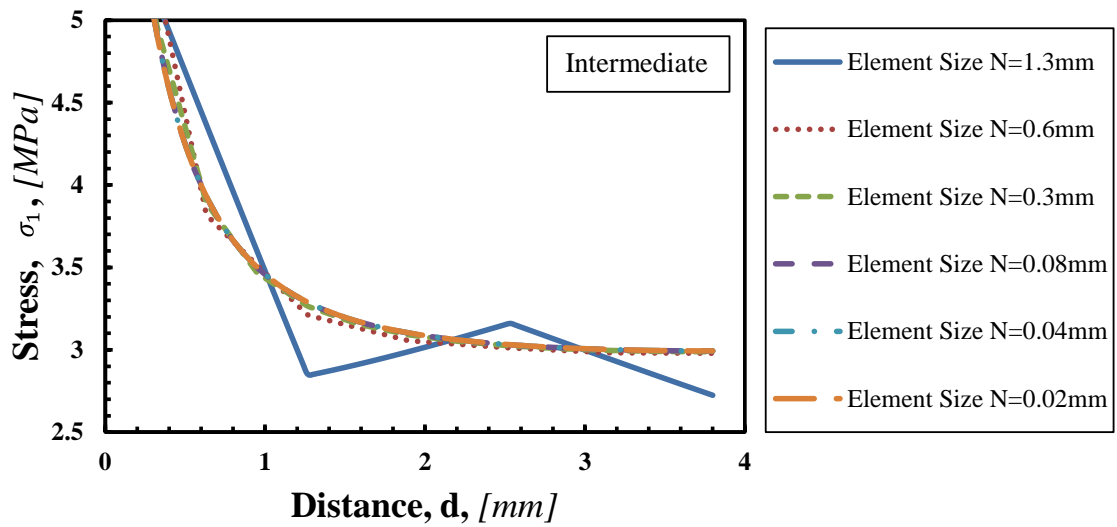 5
4.5
4
3.5
3
2.5
0
1
2
3
4
Stress, σ₁, [MPa]
Distance, d, [mm]
Intermediate
Element Size N=1.3mm
Element Size N=0.6mm
Element Size N=0.3mm
Element Size N=0.08mm
Element Size N=0.04mm
Element Size N=0.02mm